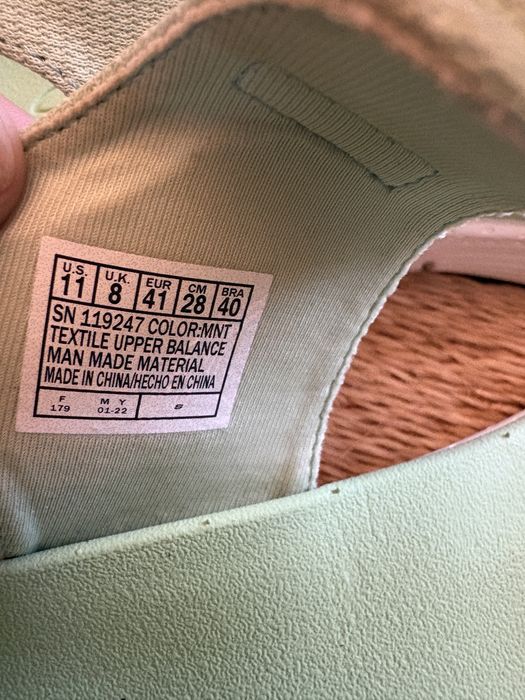 U.S. U.K. EUR CM BRA
11 8 41 28 40
SN 119247 COLOR:MNT
TEXTILE UPPER BALANCE
MAN MADE MATERIAL
MADE IN CHINA/HECHO EN CHINA
F M Y
179 01-22